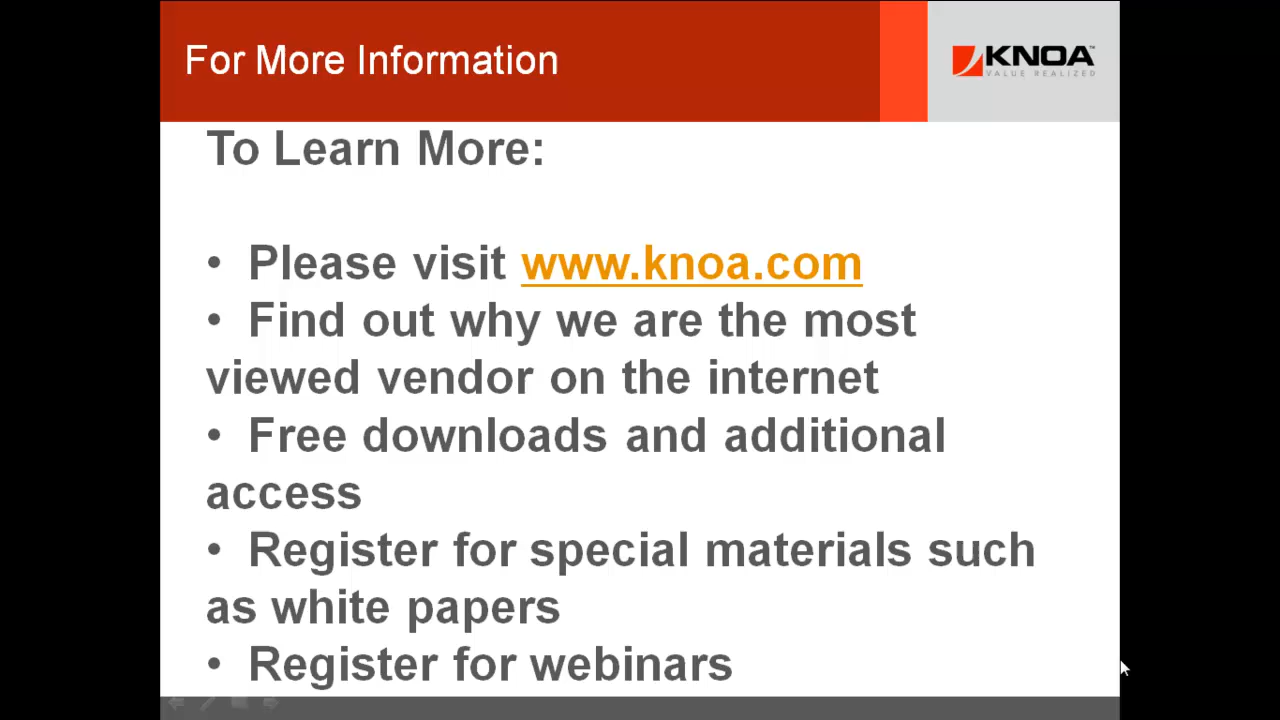 For More Information
KNOA™
VALUE REALIZED
To Learn More:
• Please visit www.knoa.com
• Find out why we are the most
viewed vendor on the internet
• Free downloads and additional
access
• Register for special materials such
as white papers
• Register for webinars